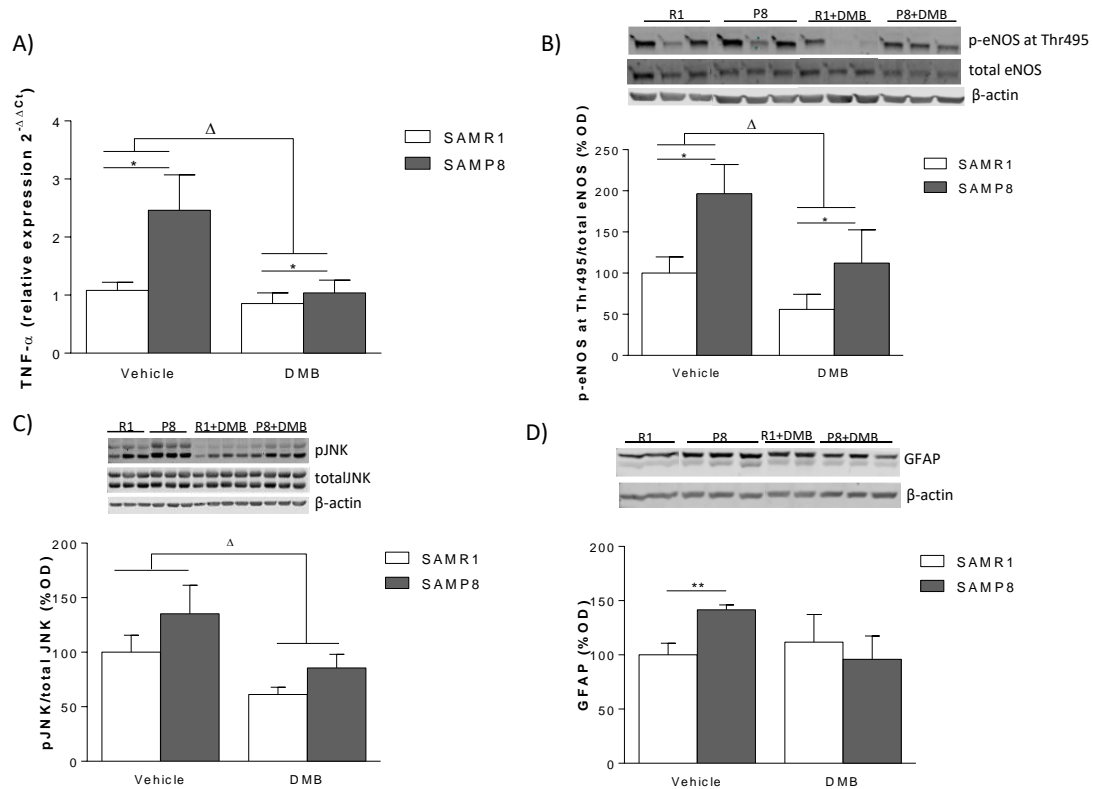 A)
4
3
2
1
0
TNF-α (relative expression 2^-ΔΔCt)
Δ
*
*
Vehicle
DMB
SAMR1
SAMP8
B)
R1 P8 R1+DMB P8+DMB
p-eNOS at Thr495
total eNOS
β-actin
250
200
150
100
50
0
p-eNOS at Thr495/total eNOS (%OD)
Δ
*
*
Vehicle
DMB
SAMR1
SAMP8
C)
R1 P8 R1+DMB P8+DMB
pJNK
totalJNK
β-actin
200
150
100
50
0
pJNK/total JNK (%OD)
Δ
Vehicle
DMB
SAMR1
SAMP8
D)
R1 P8 R1+DMB P8+DMB
GFAP
β-actin
200
150
100
50
0
GFAP (%OD)
**
Vehicle
DMB
SAMR1
SAMP8